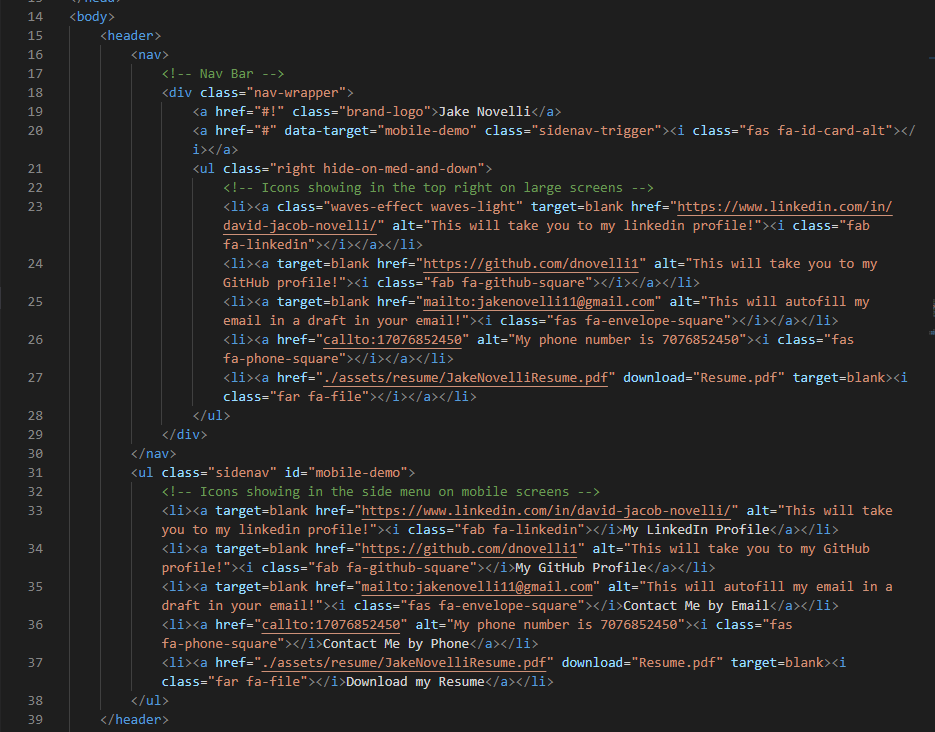 14 <body>
15 <header>
16 <nav>
17 <!-- Nav Bar -->
18 <div class="nav-wrapper">
19 <a href="#!" class="brand-logo">Jake Novelli</a>
20 <a href="#" data-target="mobile-demo" class="sidenav-trigger"><i class="fas fa-id-card-alt"></
i></a>
21 <ul class="right hide-on-med-and-down">
22 <!-- Icons showing in the top right on large screens -->
23 <li><a class="waves-effect waves-light" target=blank href="https://www.linkedin.com/in/
david-jacob-novelli/" alt="This will take you to my linkedin profile!"><i class="fab
fa-linkedin"></i></a></li>
24 <li><a target=blank href="https://github.com/dnovelli1" alt="This will take you to my
GitHub profile!"><i class="fab fa-github-square"></i></a></li>
25 <li><a target=blank href="mailto:jakenovelli11@gmail.com" alt="This will autofill my
email in a draft in your email!"><i class="fas fa-envelope-square"></i></a></li>
26 <li><a href="callto:17076852450" alt="My phone number is 7076852450"><i class="fas
fa-phone-square"></i></a></li>
27 <li><a href="./assets/resume/JakeNovelliResume.pdf" download="Resume.pdf" target=blank><i
class="far fa-file"></i></a></li>
28 </ul>
29 </div>
30 </nav>
31 <ul class="sidenav" id="mobile-demo">
32 <!-- Icons showing in the side menu on mobile screens -->
33 <li><a target=blank href="https://www.linkedin.com/in/david-jacob-novelli/" alt="This will take
you to my linkedin profile!"><i class="fab fa-linkedin"></i>My LinkedIn Profile</a></li>
34 <li><a target=blank href="https://github.com/dnovelli1" alt="This will take you to my GitHub
profile!"><i class="fab fa-github-square"></i>My GitHub Profile</a></li>
35 <li><a target=blank href="mailto:jakenovelli11@gmail.com" alt="This will autofill my email in a
draft in your email!"><i class="fas fa-envelope-square"></i>Contact Me by Email</a></li>
36 <li><a href="callto:17076852450" alt="My phone number is 7076852450"><i class="fas
fa-phone-square"></i>Contact Me by Phone</a></li>
37 <li><a href="./assets/resume/JakeNovelliResume.pdf" download="Resume.pdf" target=blank><i
class="far fa-file"></i>Download my Resume</a></li>
38 </ul>
39 </header>